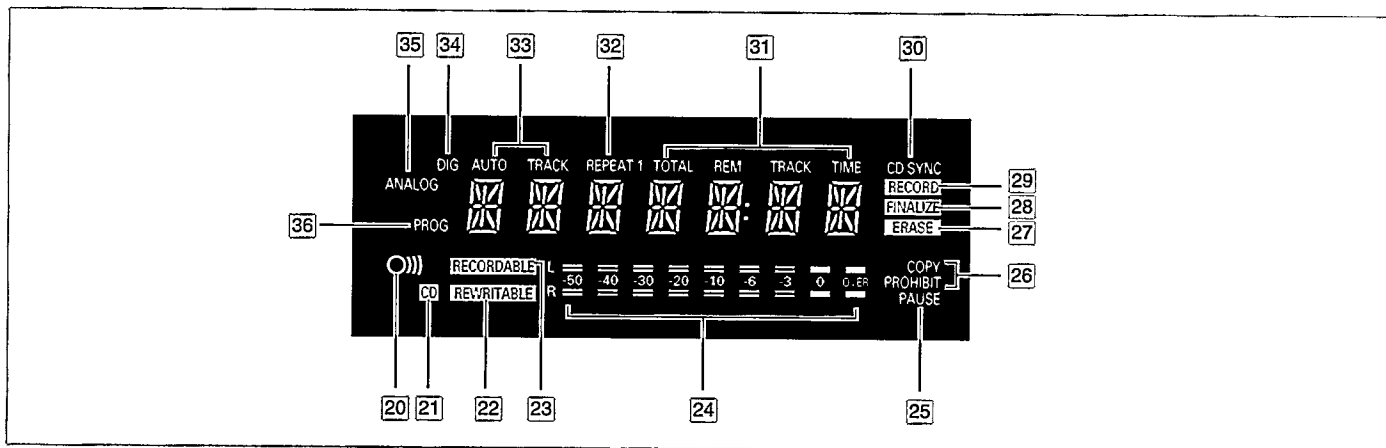 35 34 33 32 31 30
DIG AUTO TRACK REPEAT 1 TOTAL REM TRACK TIME CD SYNC
ANALOG RECORD 29
FINALIZE 28
36 PROG ERASE 27
RECORDABLE L COPY
-50 -40 -30 -20 -10 -6 -3 0 OVER PROHIBIT 26
CD REWRITABLE R PAUSE
20 21 22 23 24 25